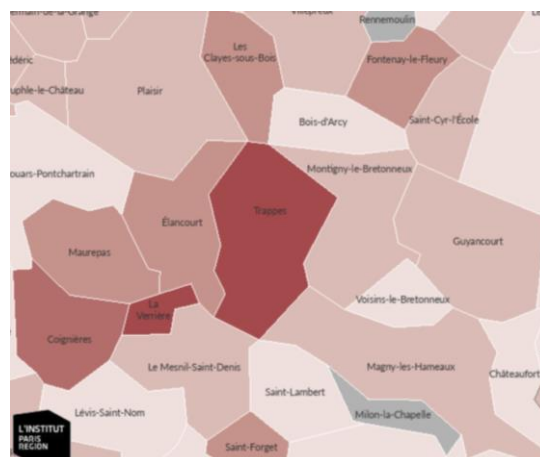 Rennemoulin
Les
Clayes-sous-Bois
Fontenay-le-Fleury
Plaisir
Bois-d'Arcy
Saint-Cyr-l'École
Montigny-le-Bretonneux
Élancourt
Trappes
Maurepas
Guyancourt
La
Verrière
Voisins-le-Bretonneux
Coignières
Le Mesnil-Saint-Denis
Magny-les-Hameaux
Châteaufort
Saint-Lambert
Lévis-Saint-Nom
Milon-la-Chapelle
L'INSTITUT
PARIS
REGION
Saint-Forget